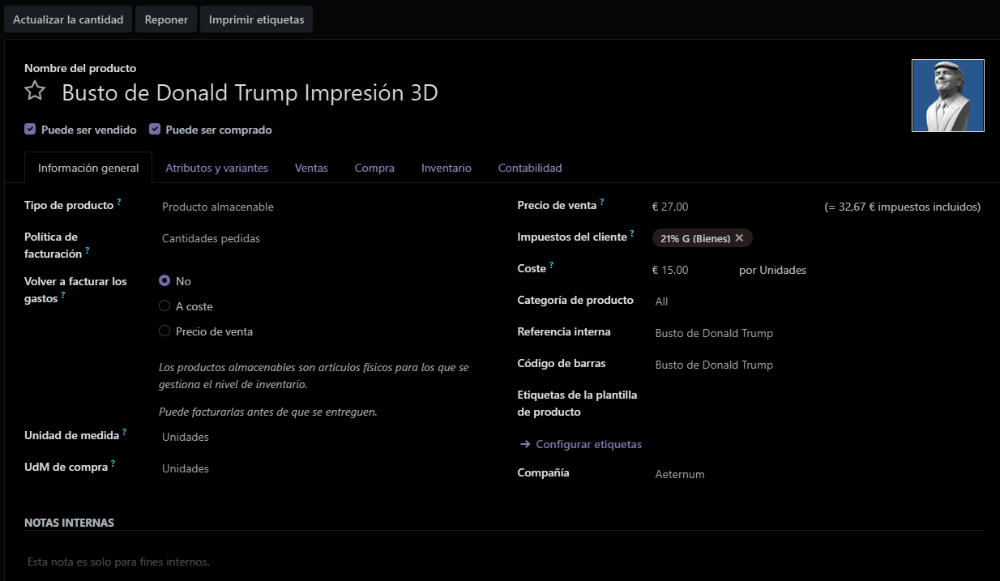 Actualizar la cantidad Reponer Imprimir etiquetas
Nombre del producto
Busto de Donald Trump Impresión 3D
Puede ser vendido Puede ser comprado
Información general Atributos y variantes Ventas Compra Inventario Contabilidad
Tipo de producto ? Producto almacenable
Política de
facturación ? Cantidades pedidas
Volver a facturar los
gastos ? No
A coste
Precio de venta
Los productos almacenables son artículos físicos para los que se
gestiona el nivel de inventario.
Puede facturarlas antes de que se entreguen.
Unidad de medida ? Unidades
UdM de compra ? Unidades
Precio de venta ? € 27,00 (= 32,67 € impuestos incluidos)
Impuestos del cliente ? 21% G (Bienes) ✕
Coste ? € 15,00 por Unidades
Categoría de producto All
Referencia interna Busto de Donald Trump
Código de barras Busto de Donald Trump
Etiquetas de la plantilla
de producto
→ Configurar etiquetas
Compañía Aeternum
NOTAS INTERNAS
Esta nota es solo para fines internos.